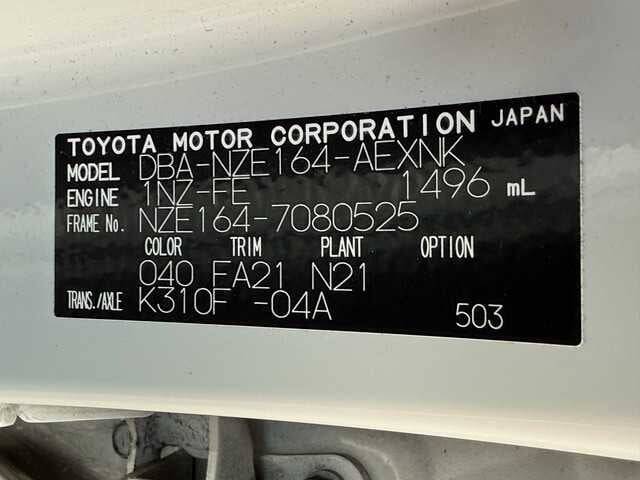 TOYOTA MOTOR CORPORATION JAPAN
MODEL DBA-NZE164-AEXNK
ENGINE 1NZ-FE 1496 mL
FRAME No. NZE164-7080525
COLOR TRIM PLANT OPTION
040 FA21 N21
TRANS./AXLE K310F -04A
503